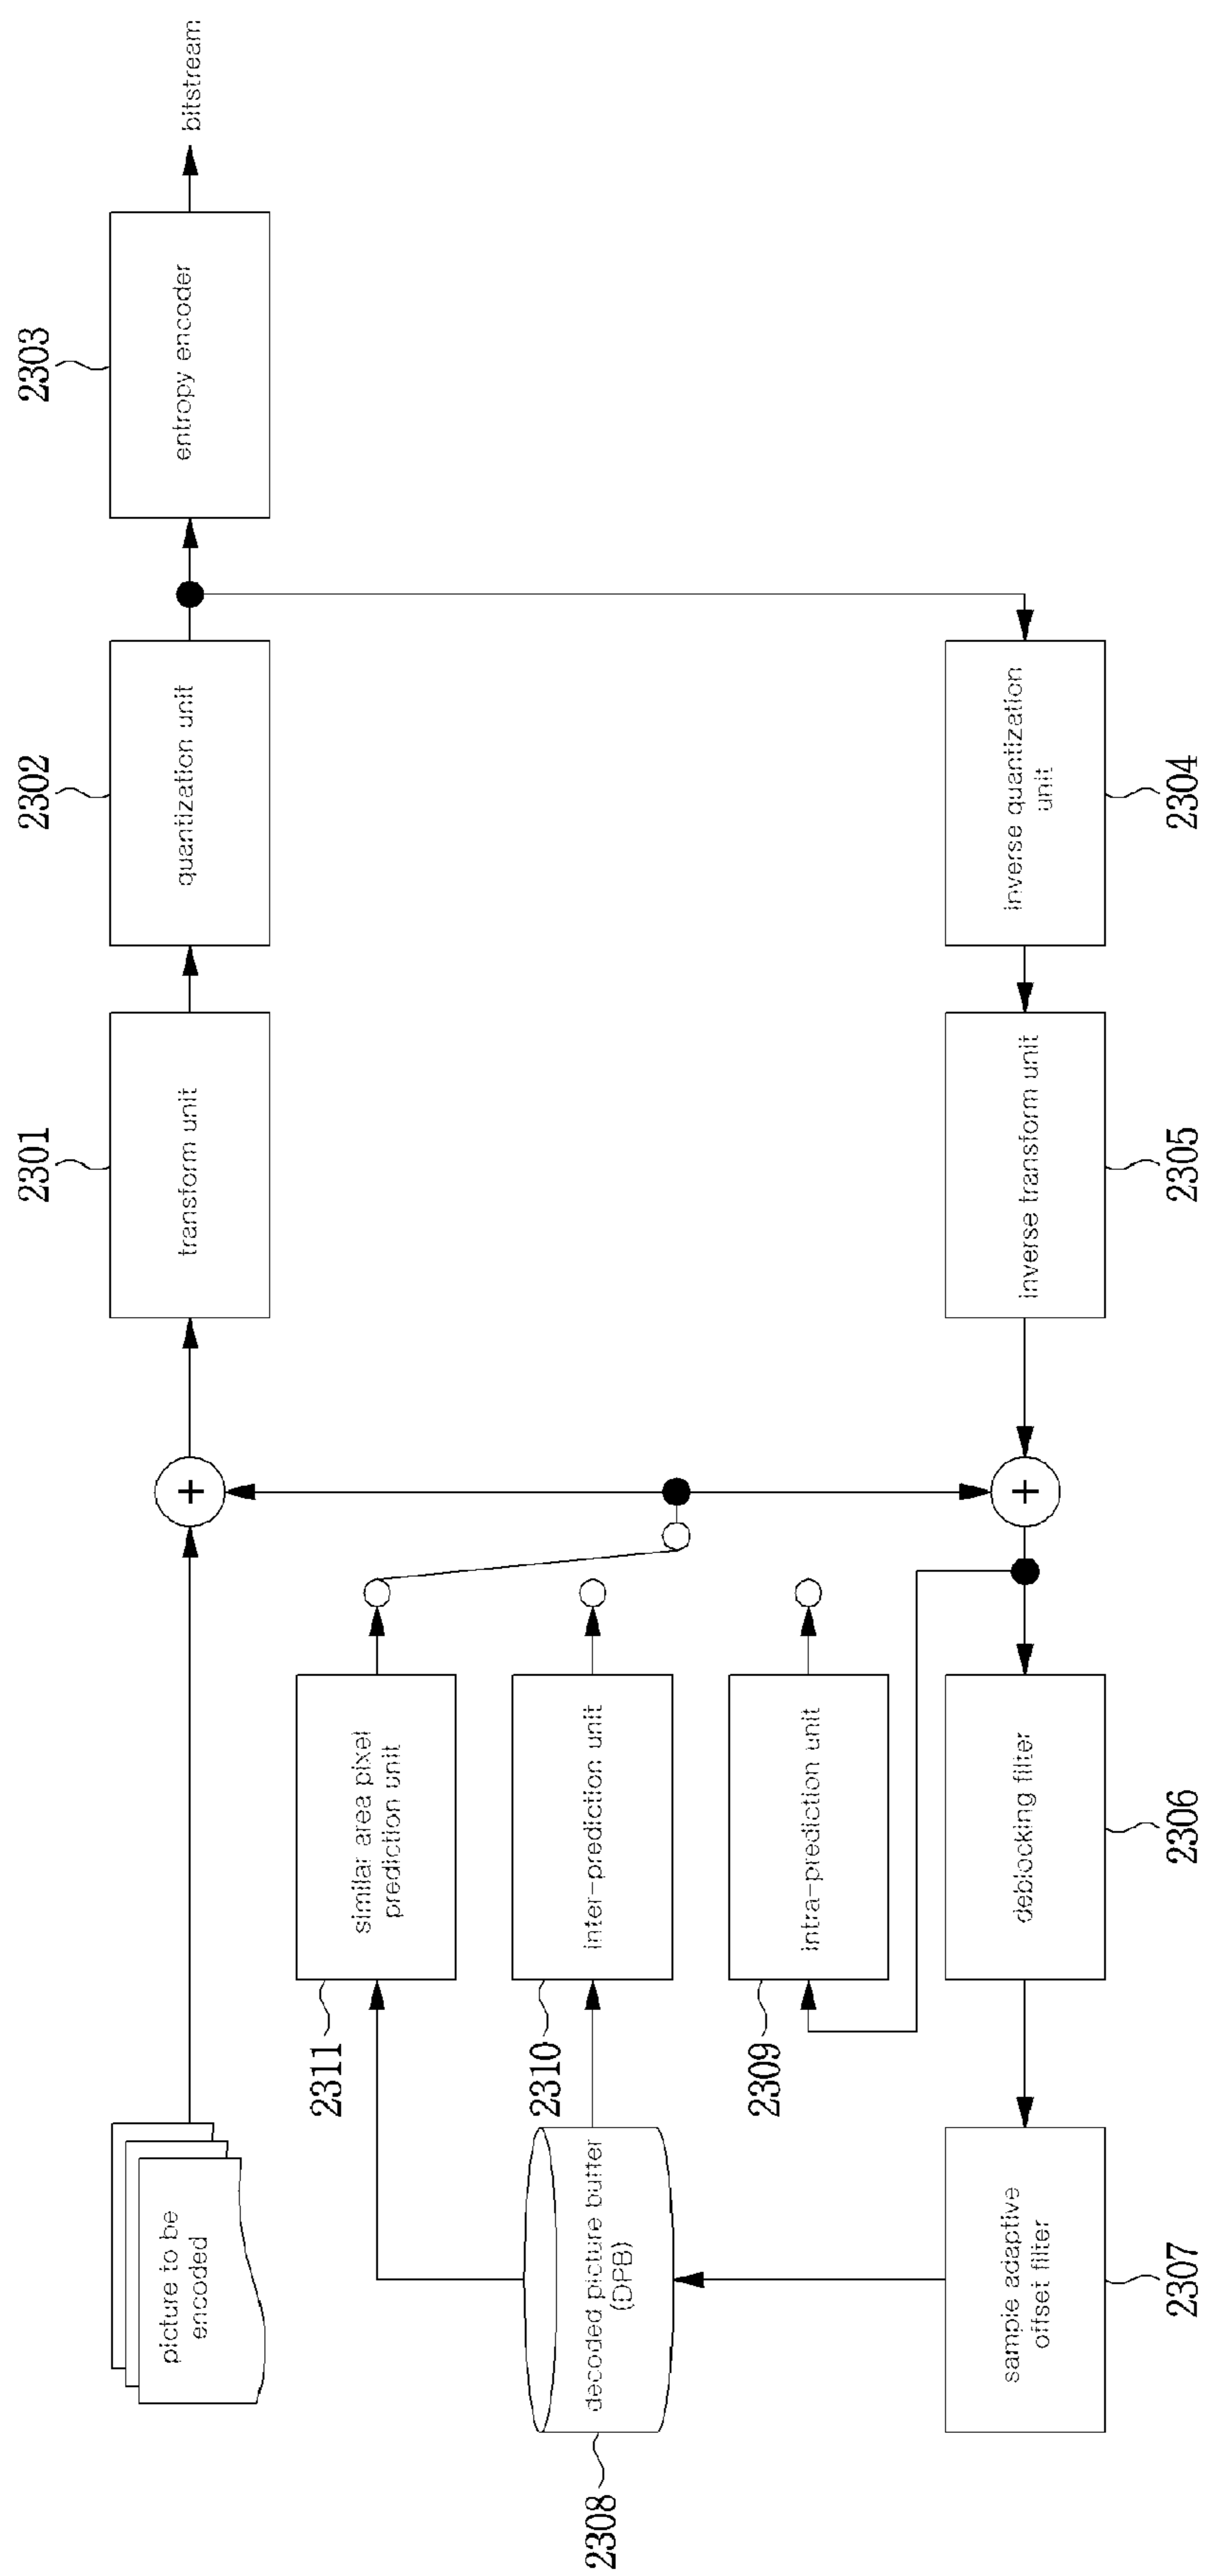 picture to be
encoded
2301
transform unit
2302
quantization unit
2303
entropy encoder
bitstream
2311
similar area pixel
prediction unit
2308
decoded picture buffer
(DPB)
2310
inter-prediction unit
2309
intra-prediction unit
sample adaptive
offset filter
2307
deblocking filter
2306
inverse transform unit
2305
inverse quantization
unit
2304